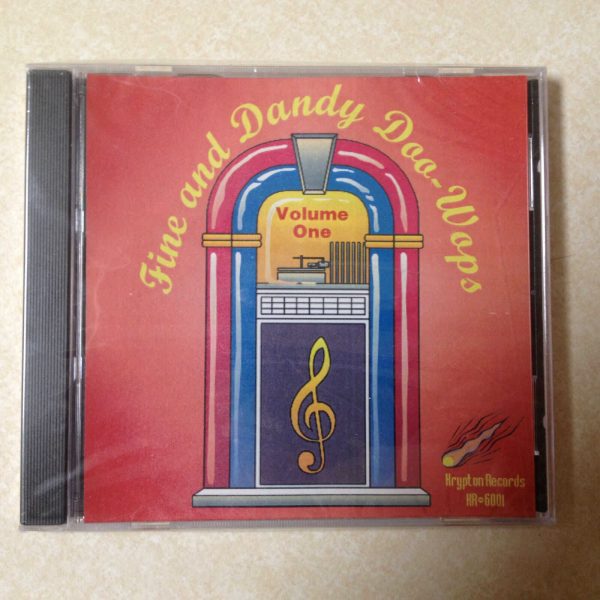 Fine and Dandy Doo-Wops
Volume
One
Krypton Records
KR-6001